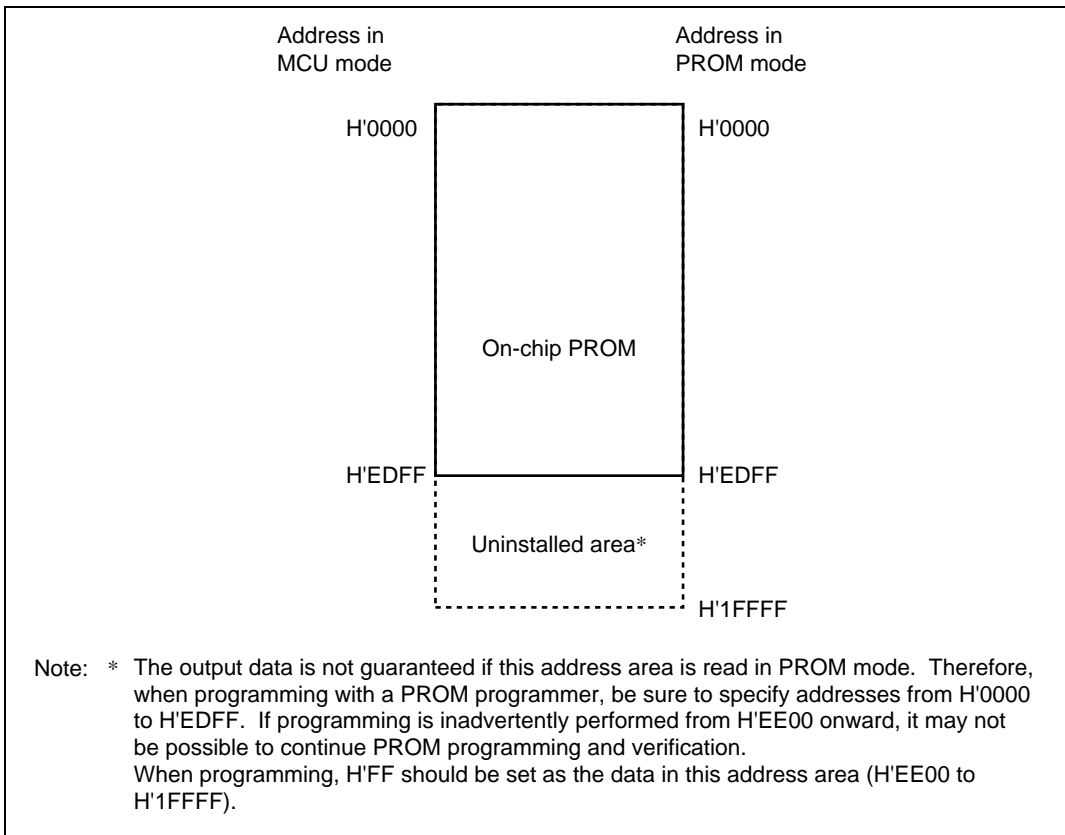 Address in
MCU mode
Address in
PROM mode
H'0000
H'0000
On-chip PROM
H'EDFF
H'EDFF
Uninstalled area*
H'1FFFF
Note: * The output data is not guaranteed if this address area is read in PROM mode. Therefore,
when programming with a PROM programmer, be sure to specify addresses from H'0000
to H'EDFF. If programming is inadvertently performed from H'EE00 onward, it may not
be possible to continue PROM programming and verification.
When programming, H'FF should be set as the data in this address area (H'EE00 to
H'1FFFF).